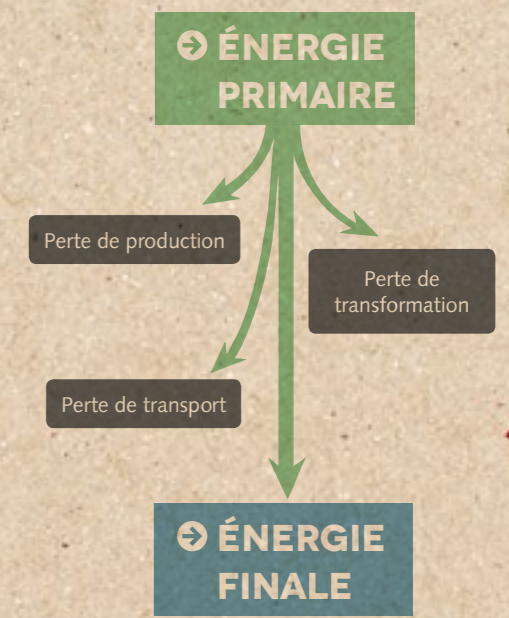 ÉNERGIE
PRIMAIRE
Perte de production
Perte de
transformation
Perte de transport
ÉNERGIE
FINALE